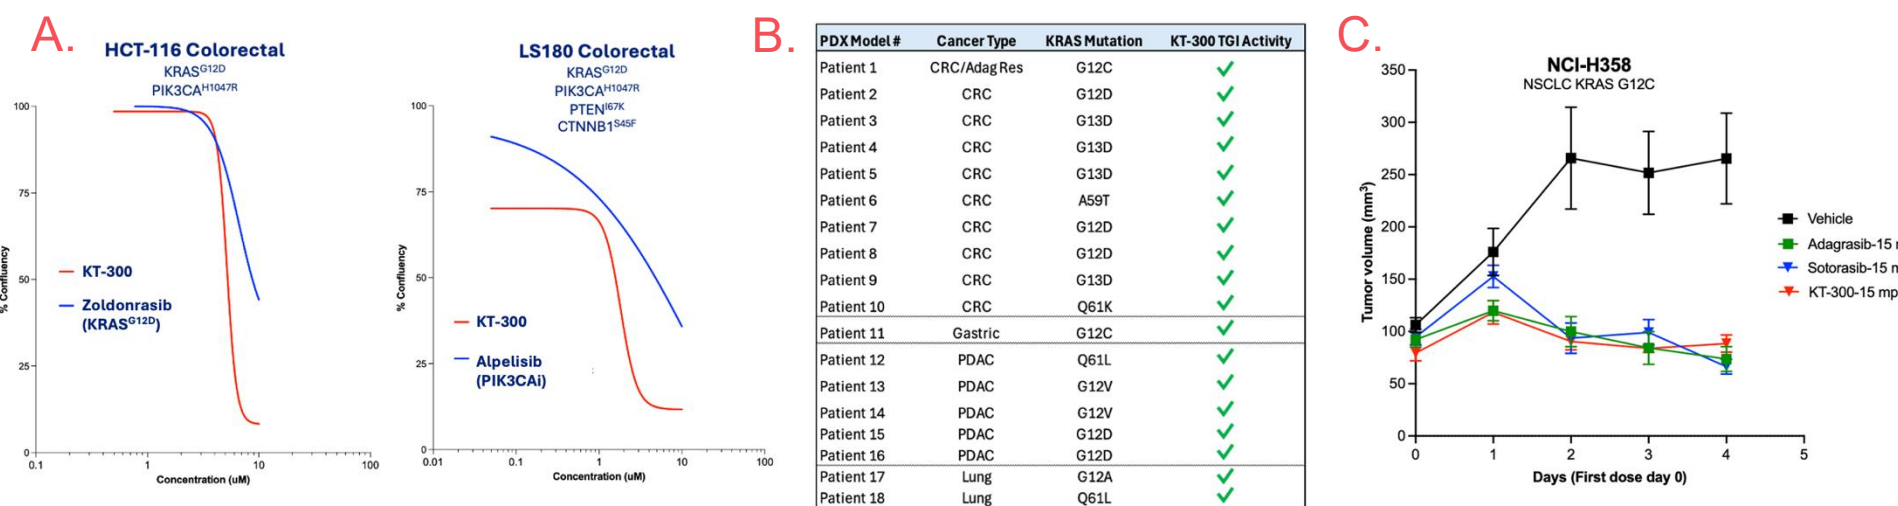 A.
HCT-116 Colorectal
KRASG12D
PIK3CAH1047R
100
75
50
25
0
% Confluency
KT-300
Zoldonrasib
(KRASG12D)
0.1
1
10
100
Concentration (uM)
LS180 Colorectal
KRASG12D
PIK3CAH1047R
PTENI67K
CTNNB1S45F
100
75
50
25
0
% Confluency
KT-300
Alpelisib
(PIK3CAi)
0.01
0.1
1
10
100
Concentration (uM)
B.
PDX Model # Cancer Type KRAS Mutation KT-300 TGI Activity
Patient 1 CRC/Adag Res G12C ✓
Patient 2 CRC G12D ✓
Patient 3 CRC G13D ✓
Patient 4 CRC G13D ✓
Patient 5 CRC G13D ✓
Patient 6 CRC A59T ✓
Patient 7 CRC G12D ✓
Patient 8 CRC G12D ✓
Patient 9 CRC G13D ✓
Patient 10 CRC Q61K ✓
Patient 11 Gastric G12C ✓
Patient 12 PDAC Q61L ✓
Patient 13 PDAC G12V ✓
Patient 14 PDAC G12V ✓
Patient 15 PDAC G12D ✓
Patient 16 PDAC G12D ✓
Patient 17 Lung G12A ✓
Patient 18 Lung Q61L ✓
C.
NCI-H358
NSCLC KRAS G12C
350
300
250
200
150
100
50
0
Tumor volume (mm3)
0
1
2
3
4
5
Days (First dose day 0)
Vehicle
Adagrasib-15
Sotorasib-15
KT-300-15